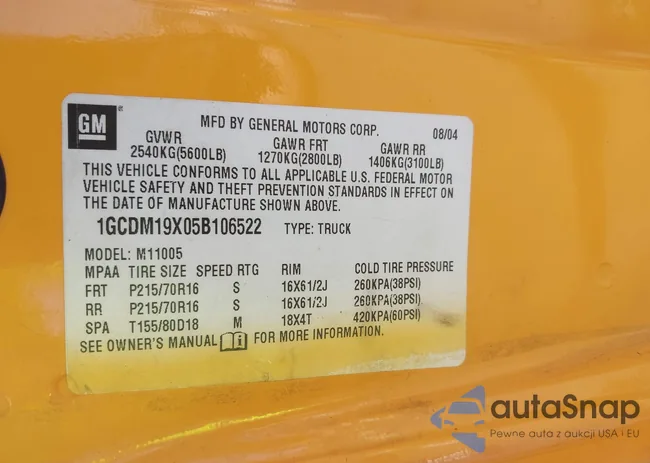 GM
MFD BY GENERAL MOTORS CORP. 08/04
GVWR GAWR FRT GAWR RR
2540KG(5600LB) 1270KG(2800LB) 1406KG(3100LB)
THIS VEHICLE CONFORMS TO ALL APPLICABLE U.S. FEDERAL MOTOR
VEHICLE SAFETY AND THEFT PREVENTION STANDARDS IN EFFECT ON
THE DATE OF MANUFACTURE SHOWN ABOVE.
1GCDM19X05B106522 TYPE: TRUCK
MODEL: M11005
MPAA TIRE SIZE SPEED RTG RIM COLD TIRE PRESSURE
FRT P215/70R16 S 16X61/2J 260KPA(38PSI)
RR P215/70R16 S 16X61/2J 260KPA(38PSI)
SPA T155/80D18 M 18X4T 420KPA(60PSI)
SEE OWNER'S MANUAL i FOR MORE INFORMATION.
autaSnap
Pewne auta z aukcji USA i EU